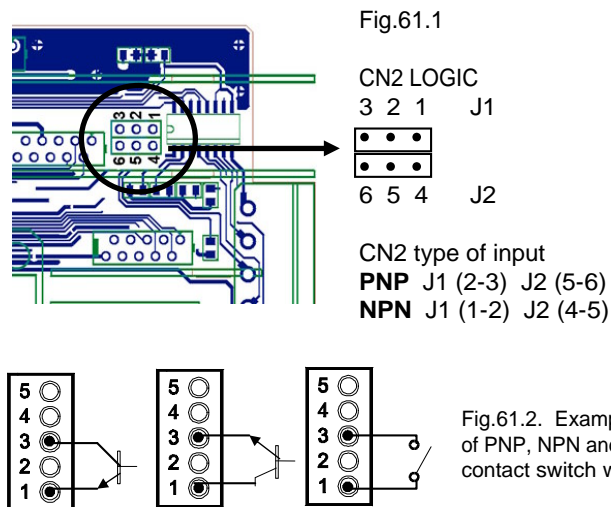 Fig.61.1
CN2 LOGIC
3 2 1 J1
6 5 4 J2
CN2 type of input
PNP J1 (2-3) J2 (5-6)
NPN J1 (1-2) J2 (4-5)
3 2 1
6 5 4
5
4
3
2
1
5
4
3
2
1
5
4
3
2
1
Fig.61.2. Examp
of PNP, NPN and
contact switch w